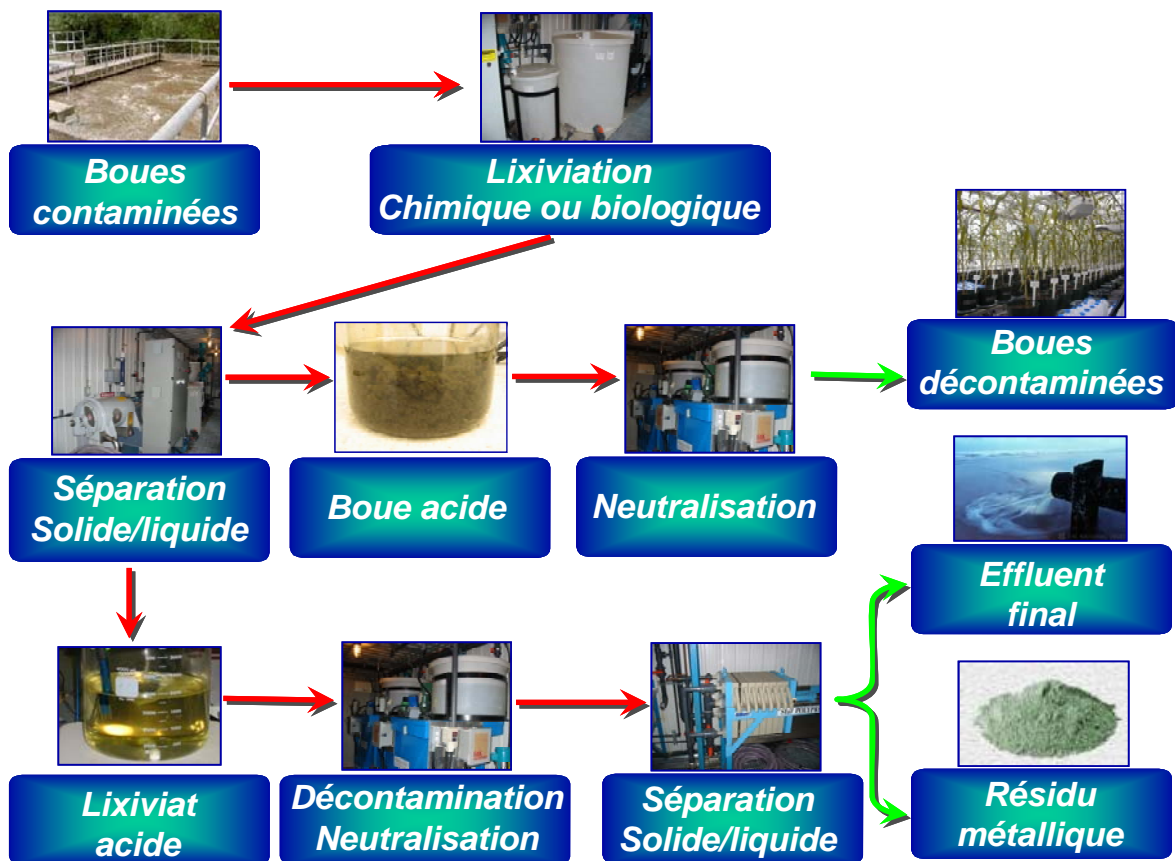 Boues
contaminées
Lixiviation
Chimique ou biologique
Boues
décontaminées
Séparation
Solide/liquide
Boue acide
Neutralisation
Effluent
final
Lixiviat
acide
Décontamination
Neutralisation
Séparation
Solide/liquide
Résidu
métallique